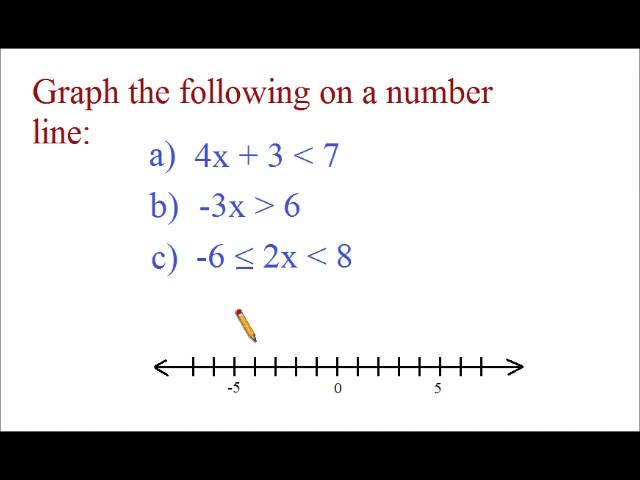 Graph the following on a number
line:
a) 4x + 3 < 7
b) -3x > 6
c) -6 ≤ 2x < 8
-5 0 5